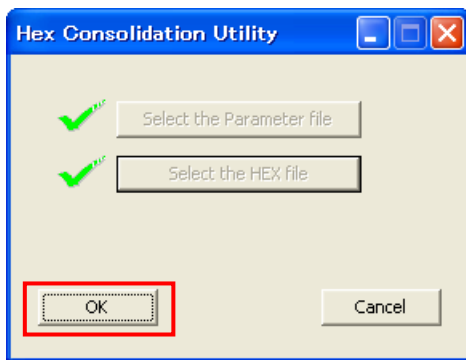 Hex Consolidation Utility
Select the Parameter file
Select the HEX file
OK
Cancel